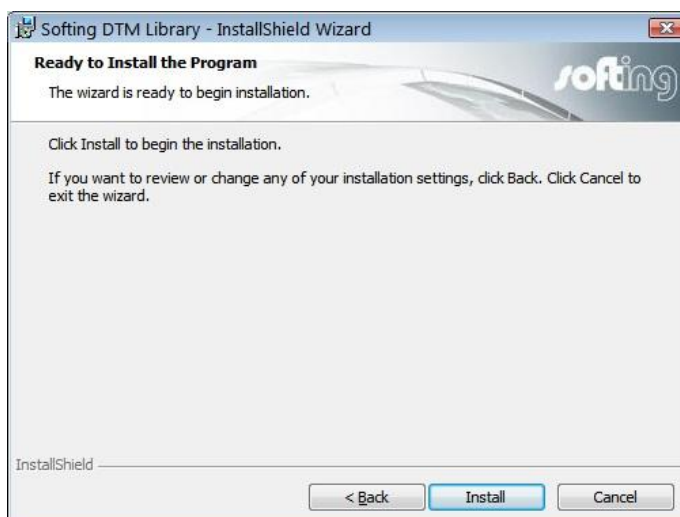 Softing DTM Library - InstallShield Wizard
Ready to Install the Program
The wizard is ready to begin installation.
softing
Click Install to begin the installation.
If you want to review or change any of your installation settings, click Back. Click Cancel to
exit the wizard.
InstallShield
< Back
Install
Cancel